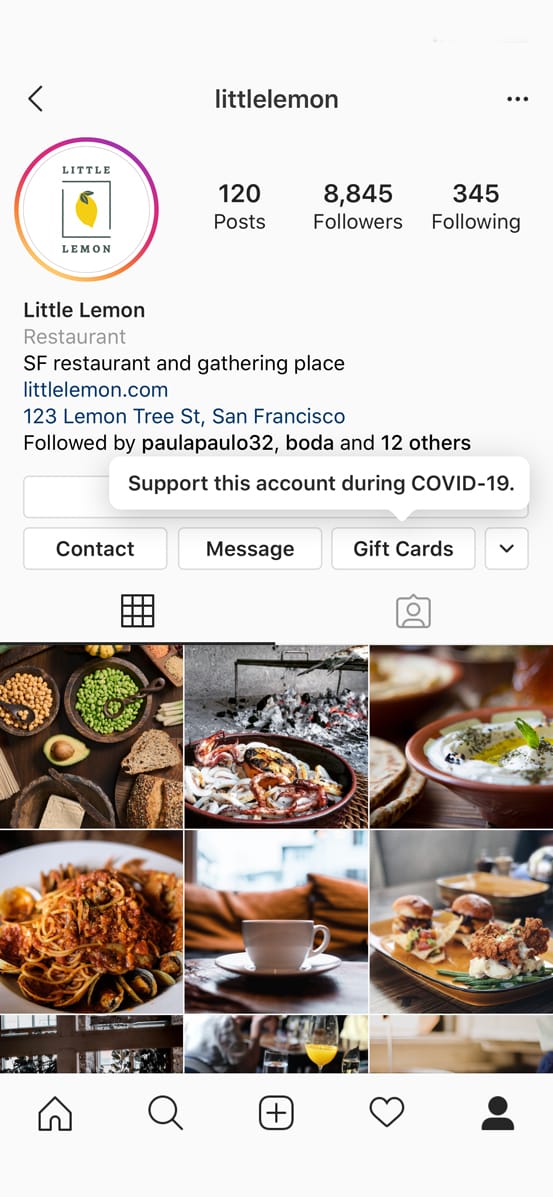 littlelemon
LITTLE
LEMON
120 8,845 345
Posts Followers Following
Little Lemon
Restaurant
SF restaurant and gathering place
littlelemon.com
123 Lemon Tree St, San Francisco
Followed by paulapaulo32, boda and 12 others
Support this account during COVID-19.
Contact Message Gift Cards